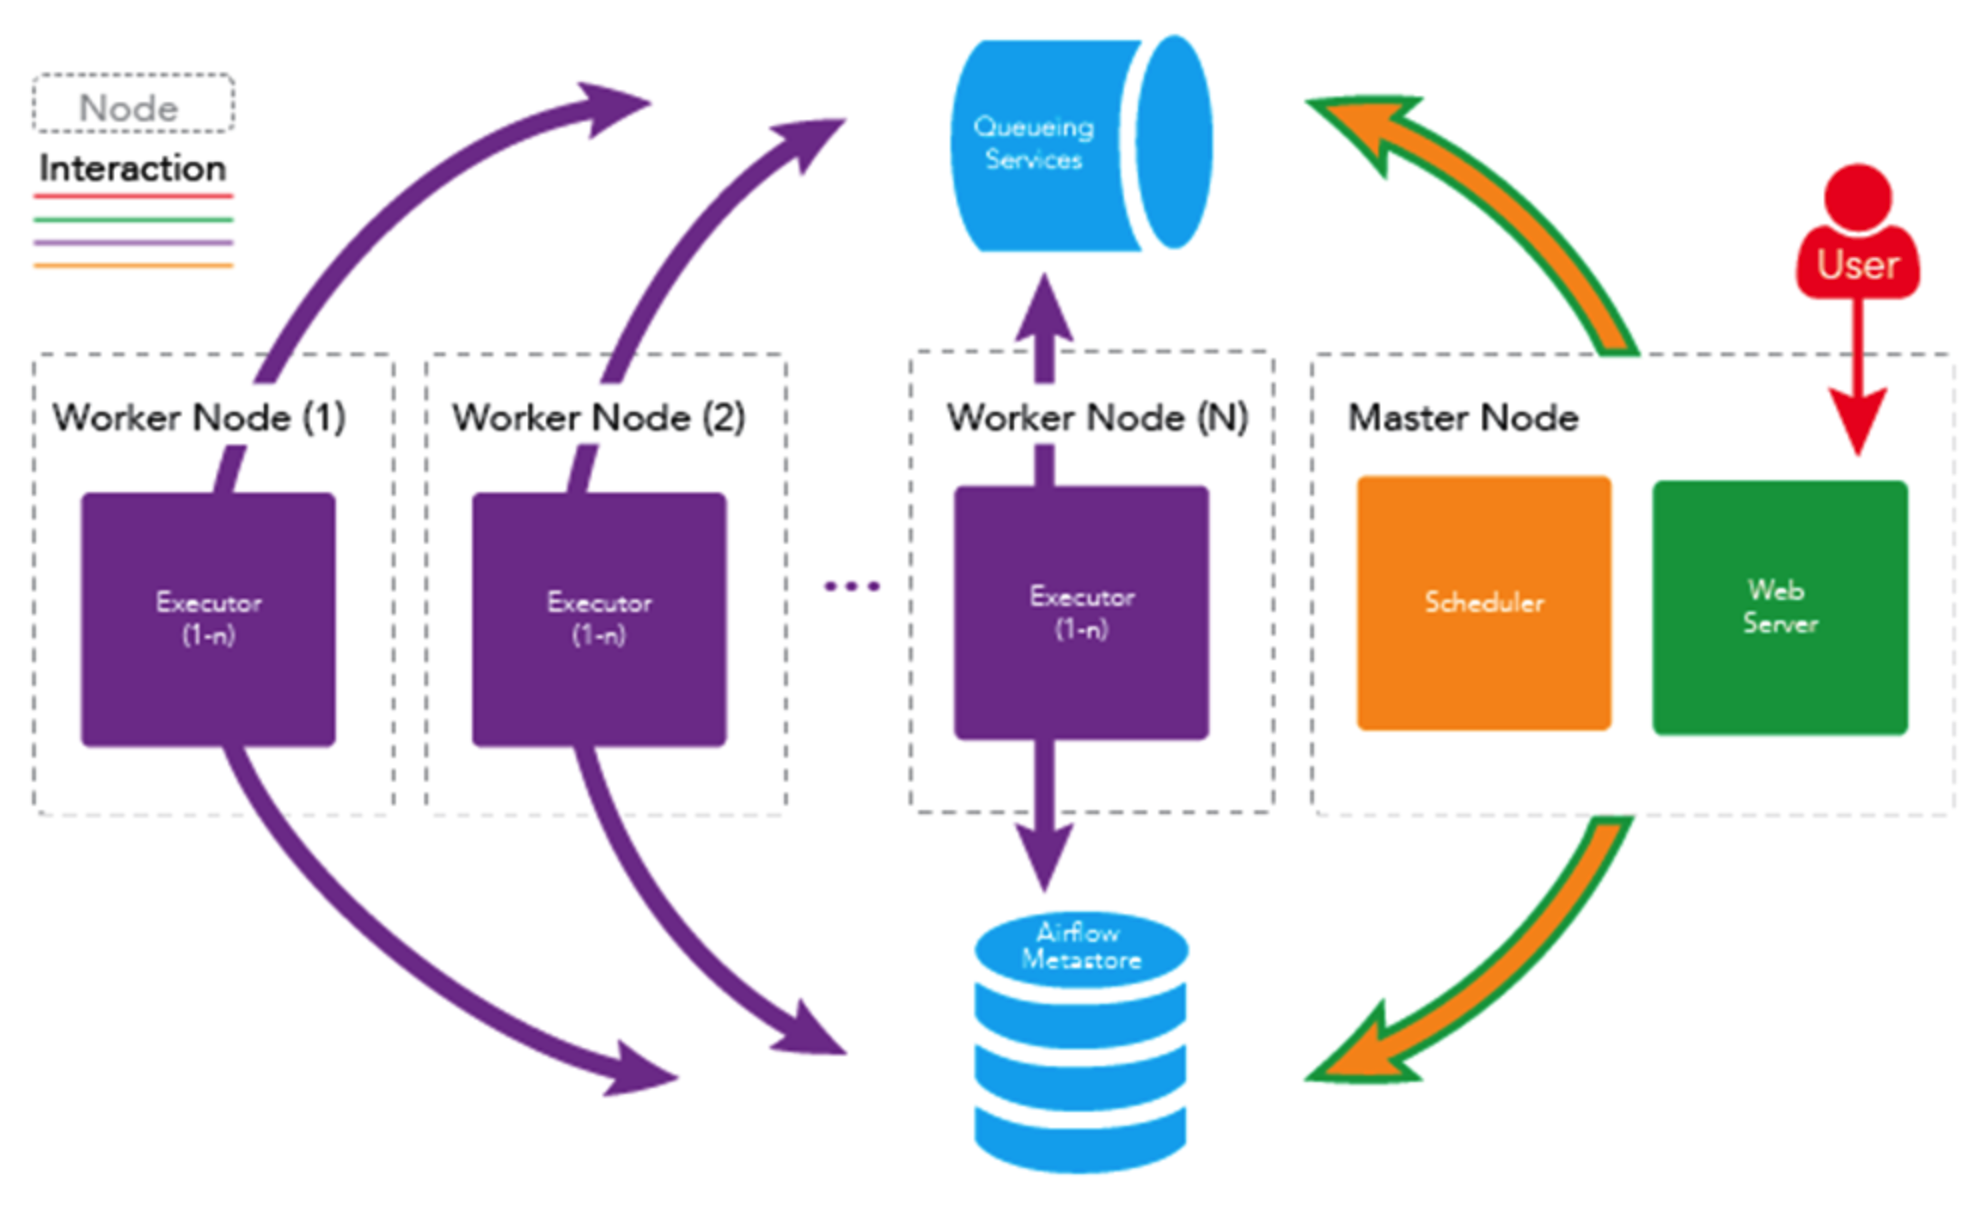 Node
Interaction
Queueing
Services
User
Worker Node (1)
Worker Node (2)
Worker Node (N)
Master Node
Executor
(1-n)
Executor
(1-n)
...
Executor
(1-n)
Scheduler
Web
Server
Airflow
Metastore